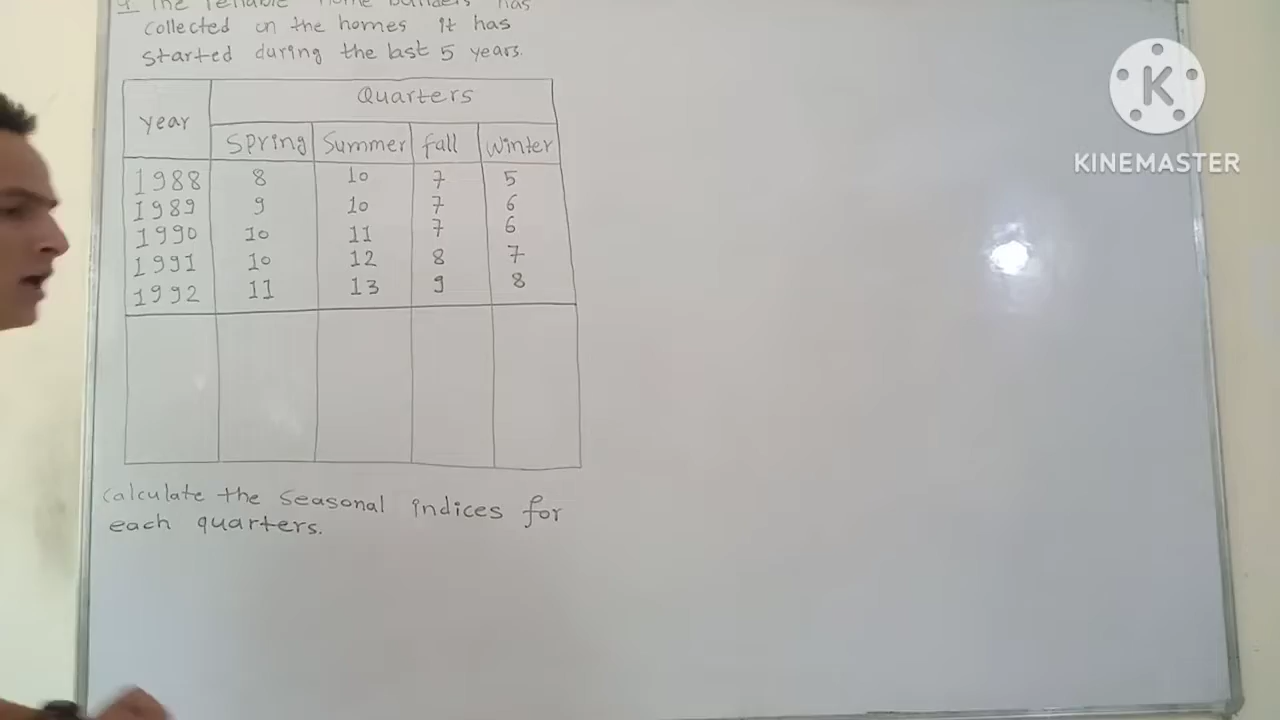 collected on the homes it has
started during the last 5 years.
year
Quarters
Spring Summer fall Winter
1988 8 10 7 5
1989 9 10 7 6
1990 10 11 7 6
1991 10 12 8 7
1992 11 13 9 8
calculate the seasonal indices for
each quarters.
K
KINEMASTER